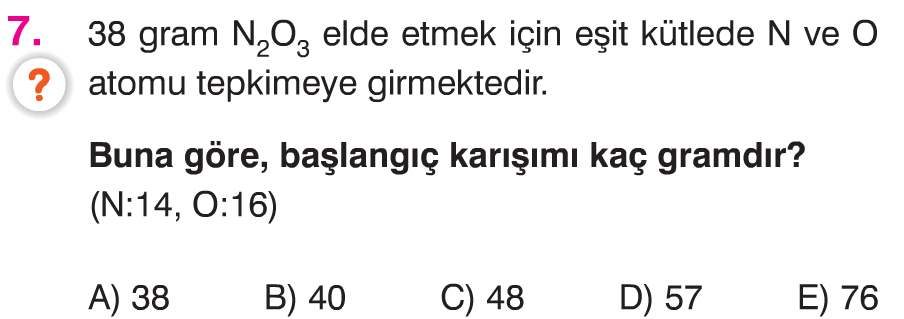 7. 38 gram N₂O₃ elde etmek için eşit kütlede N ve O
? atomu tepkimeye girmektedir.
Buna göre, başlangıç karışımı kaç gramdır?
(N:14, O:16)
A) 38 B) 40 C) 48 D) 57 E) 76